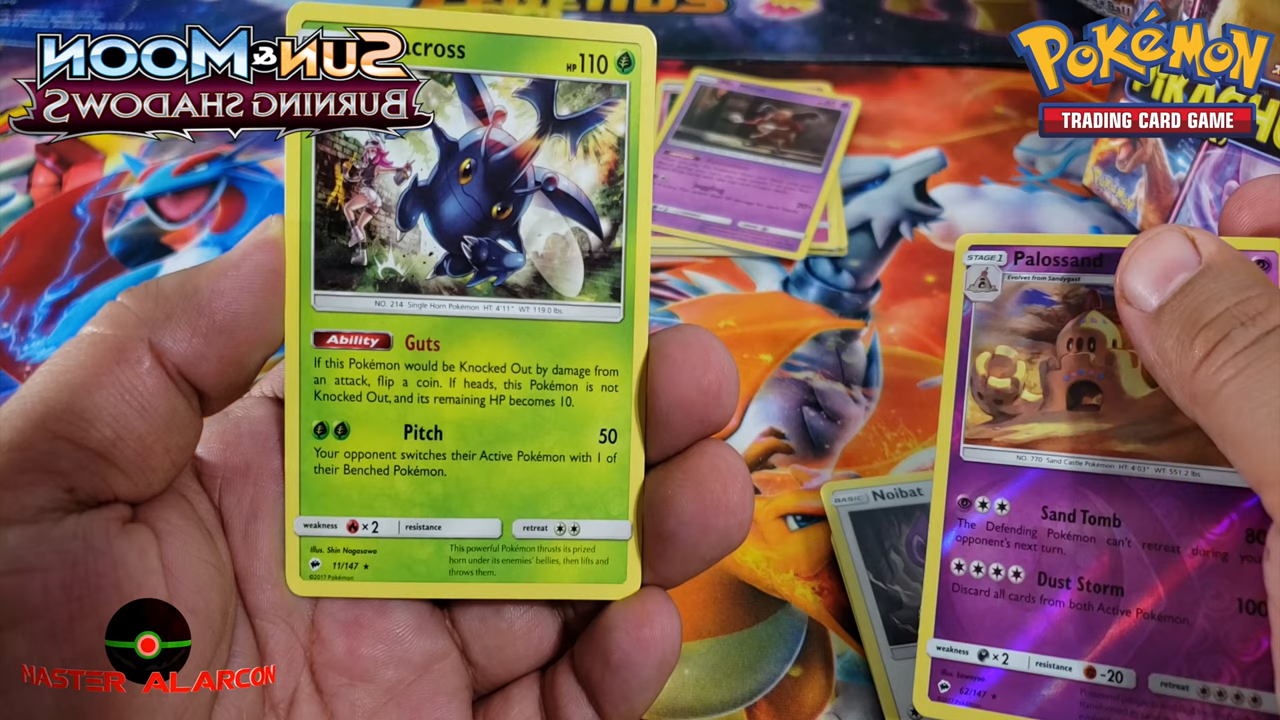 SUN & MOON
BURNING SHADOWS
POKéMON
TRADING CARD GAME
cross
HP 110
NO. 214 Single Horn Pokémon HT: 4'11" WT: 119.0 lbs
Ability Guts
If this Pokémon would be Knocked Out by damage from
an attack, flip a coin. If heads, this Pokémon is not
Knocked Out, and its remaining HP becomes 10.
Pitch 50
Your opponent switches their Active Pokémon with 1 of
their Benched Pokémon.
weakness ×2 resistance retreat
Illus. Shin Nagasawa
11/147 ★
©2017 Pokémon
This powerful Pokémon thrusts its prized
horn under its enemies' bellies, then lifts and
throws them.
Juggling
BASIC Noibat
STAGE 1 Palossand
Evolves from Sandygast
NO. 770 Sand Castle Pokémon HT: 4'03" WT: 551.2 lbs
Sand Tomb 80
The Defending Pokémon can't retreat during your
opponent's next turn.
Dust Storm 100
Discard all cards from both Active Pokémon.
weakness ×2 resistance -20 retreat
62/147 ★
MASTER ALARCON